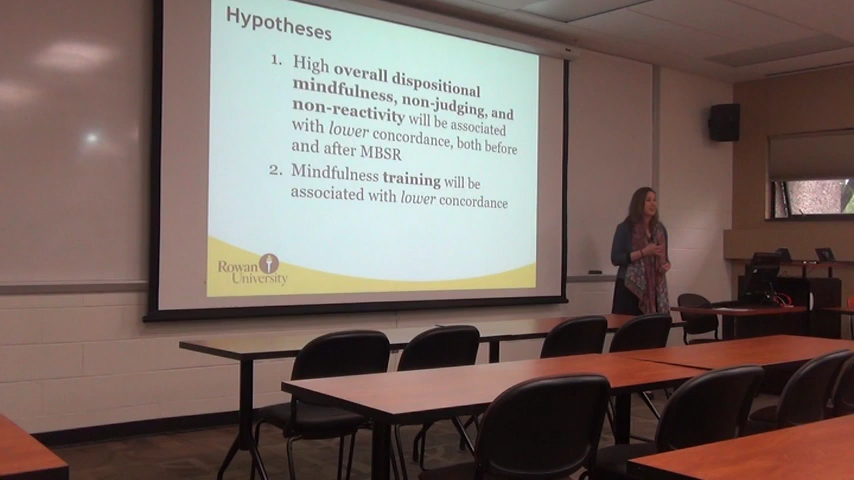 Hypotheses
1. High overall dispositional
mindfulness, non-judging, and
non-reactivity will be associated
with lower concordance, both before
and after MBSR
2. Mindfulness training will be
associated with lower concordance
Rowan
University